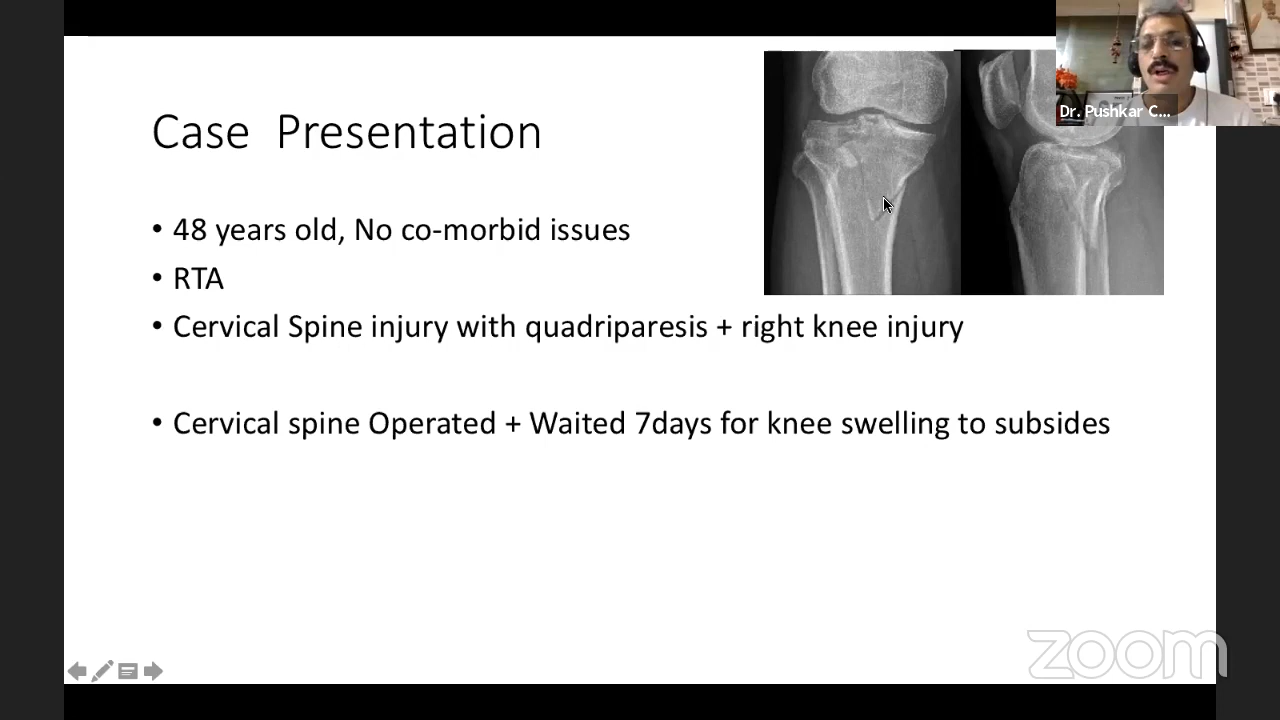 Dr. Pushkar C...
Case Presentation
• 48 years old, No co-morbid issues
• RTA
• Cervical Spine injury with quadriparesis + right knee injury
• Cervical spine Operated + Waited 7days for knee swelling to subsides
zoom